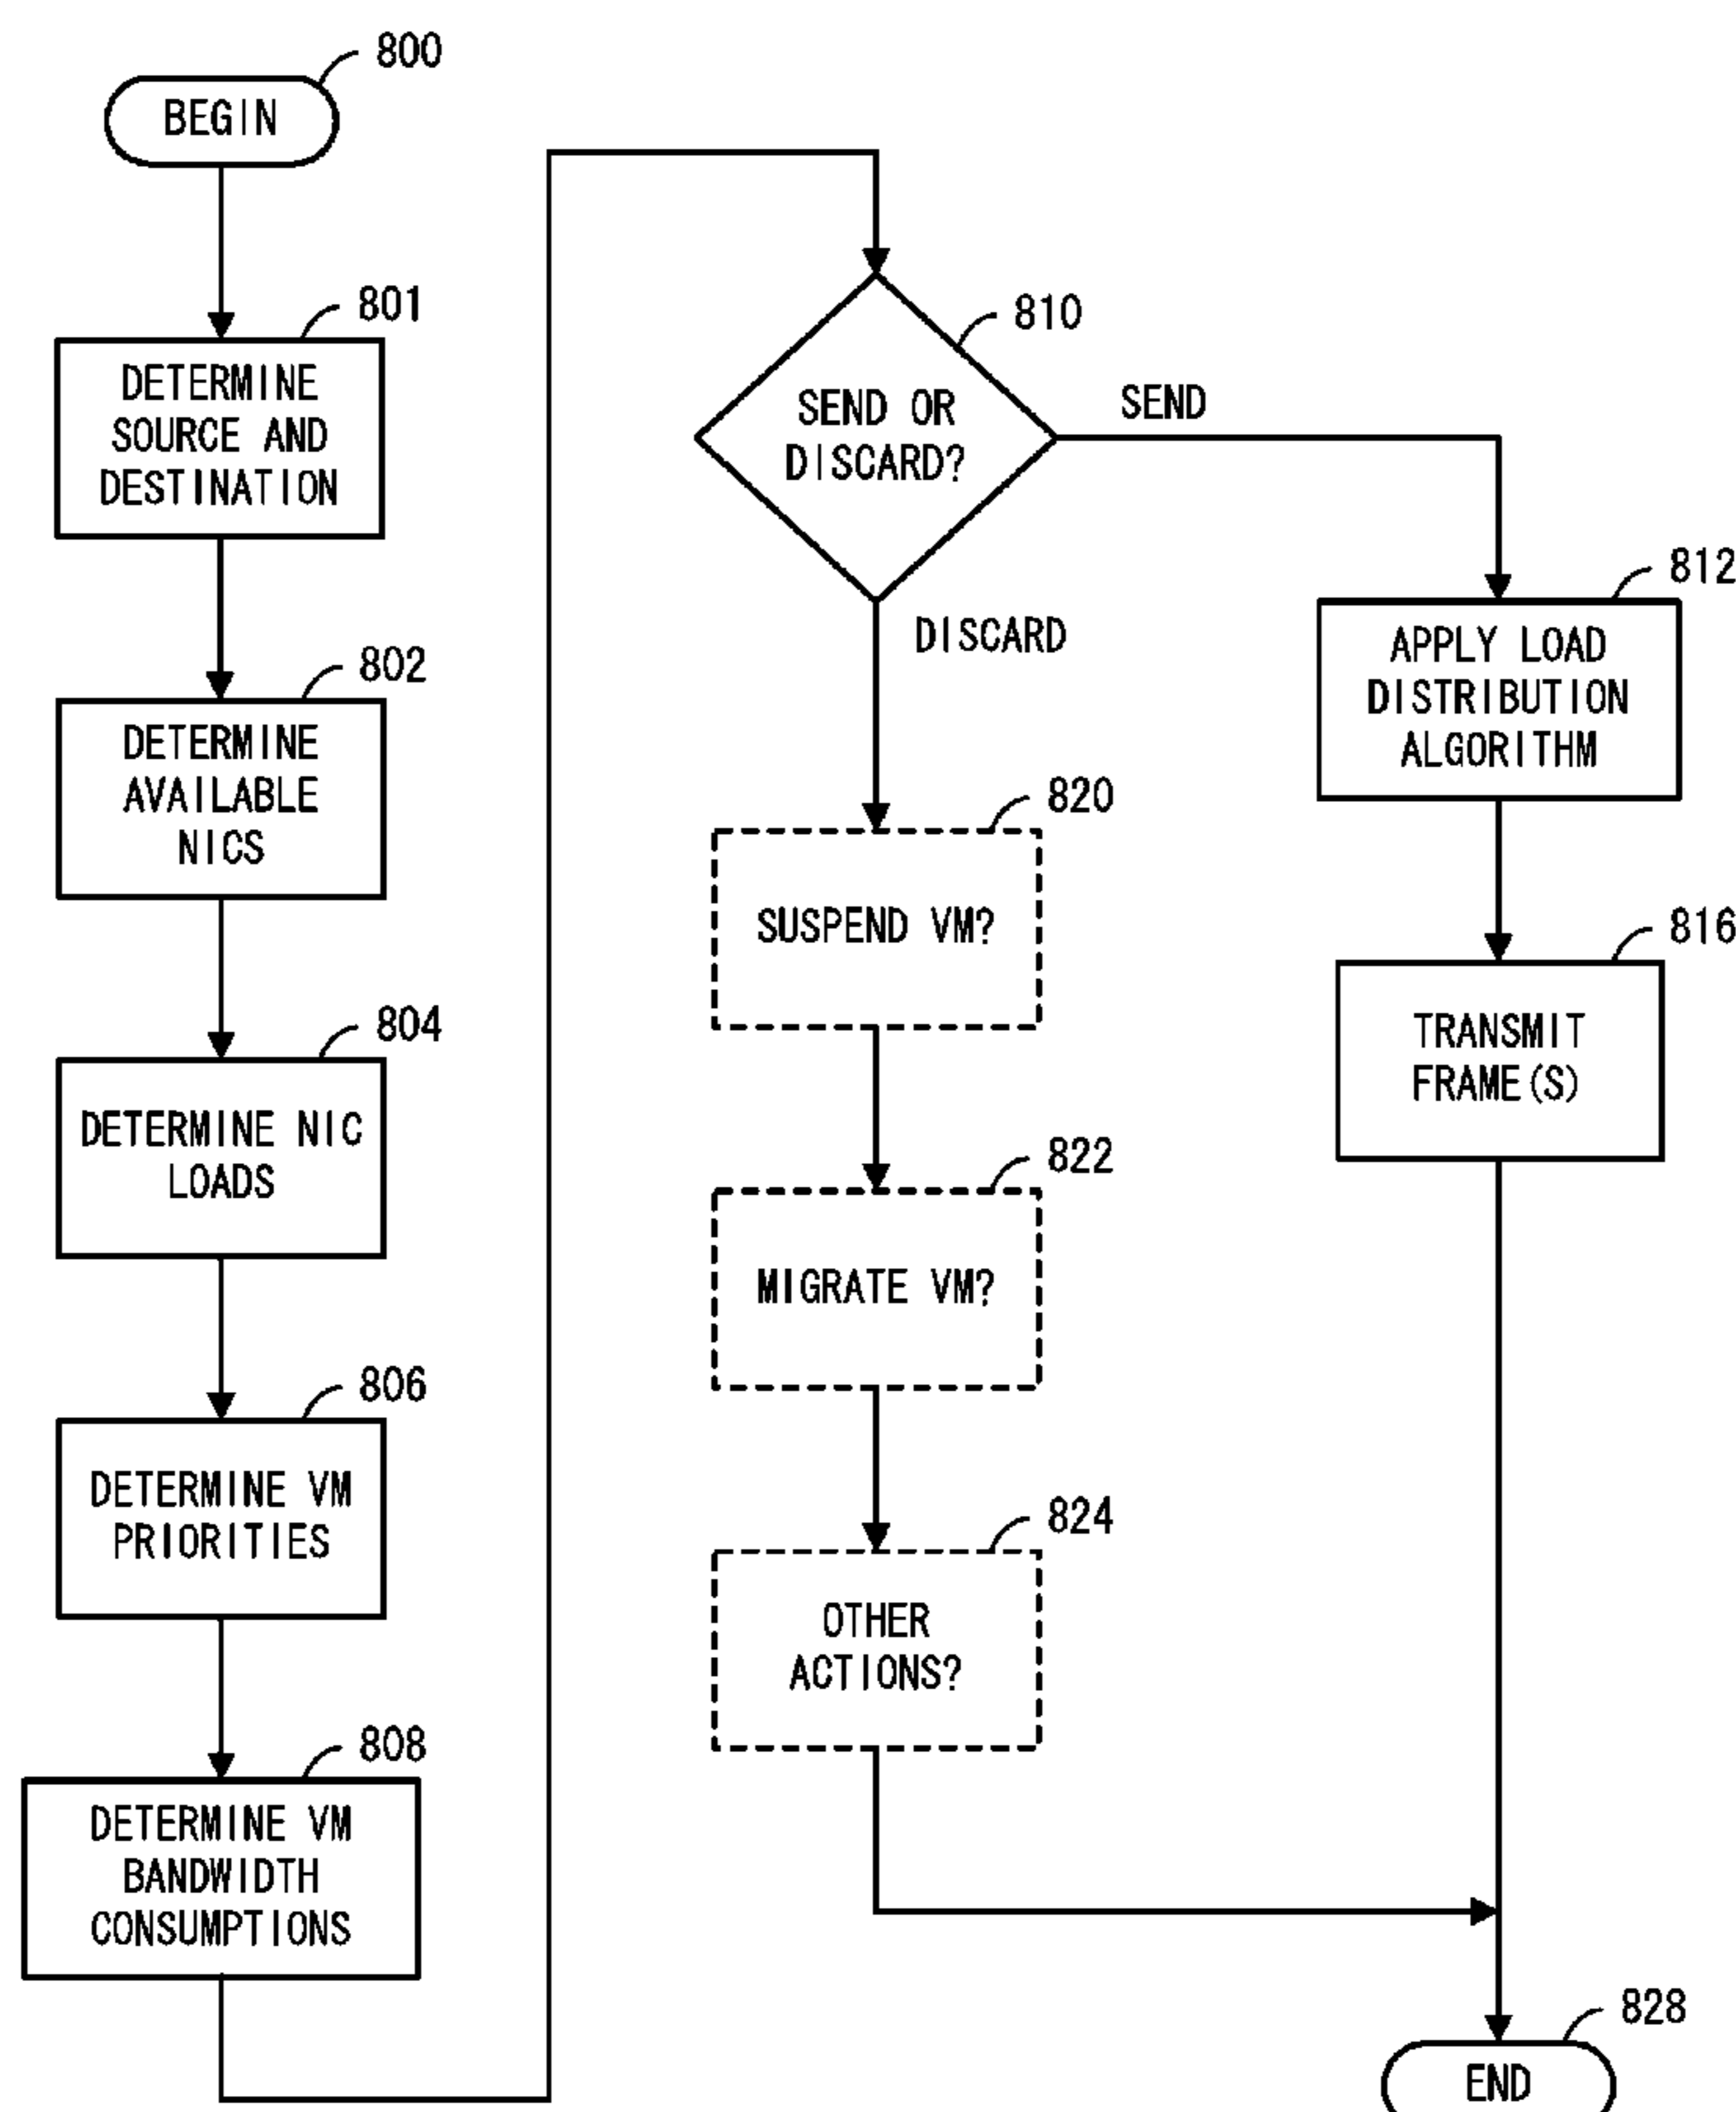 800
BEGIN
801
DETERMINE
SOURCE AND
DESTINATION
802
DETERMINE
AVAILABLE
NICS
804
DETERMINE NIC
LOADS
806
DETERMINE VM
PRIORITIES
808
DETERMINE VM
BANDWIDTH
CONSUMPTIONS
810
SEND OR
DISCARD?
SEND
DISCARD
812
APPLY LOAD
DISTRIBUTION
ALGORITHM
816
TRANSMIT
FRAME(S)
820
SUSPEND VM?
822
MIGRATE VM?
824
OTHER
ACTIONS?
828
END